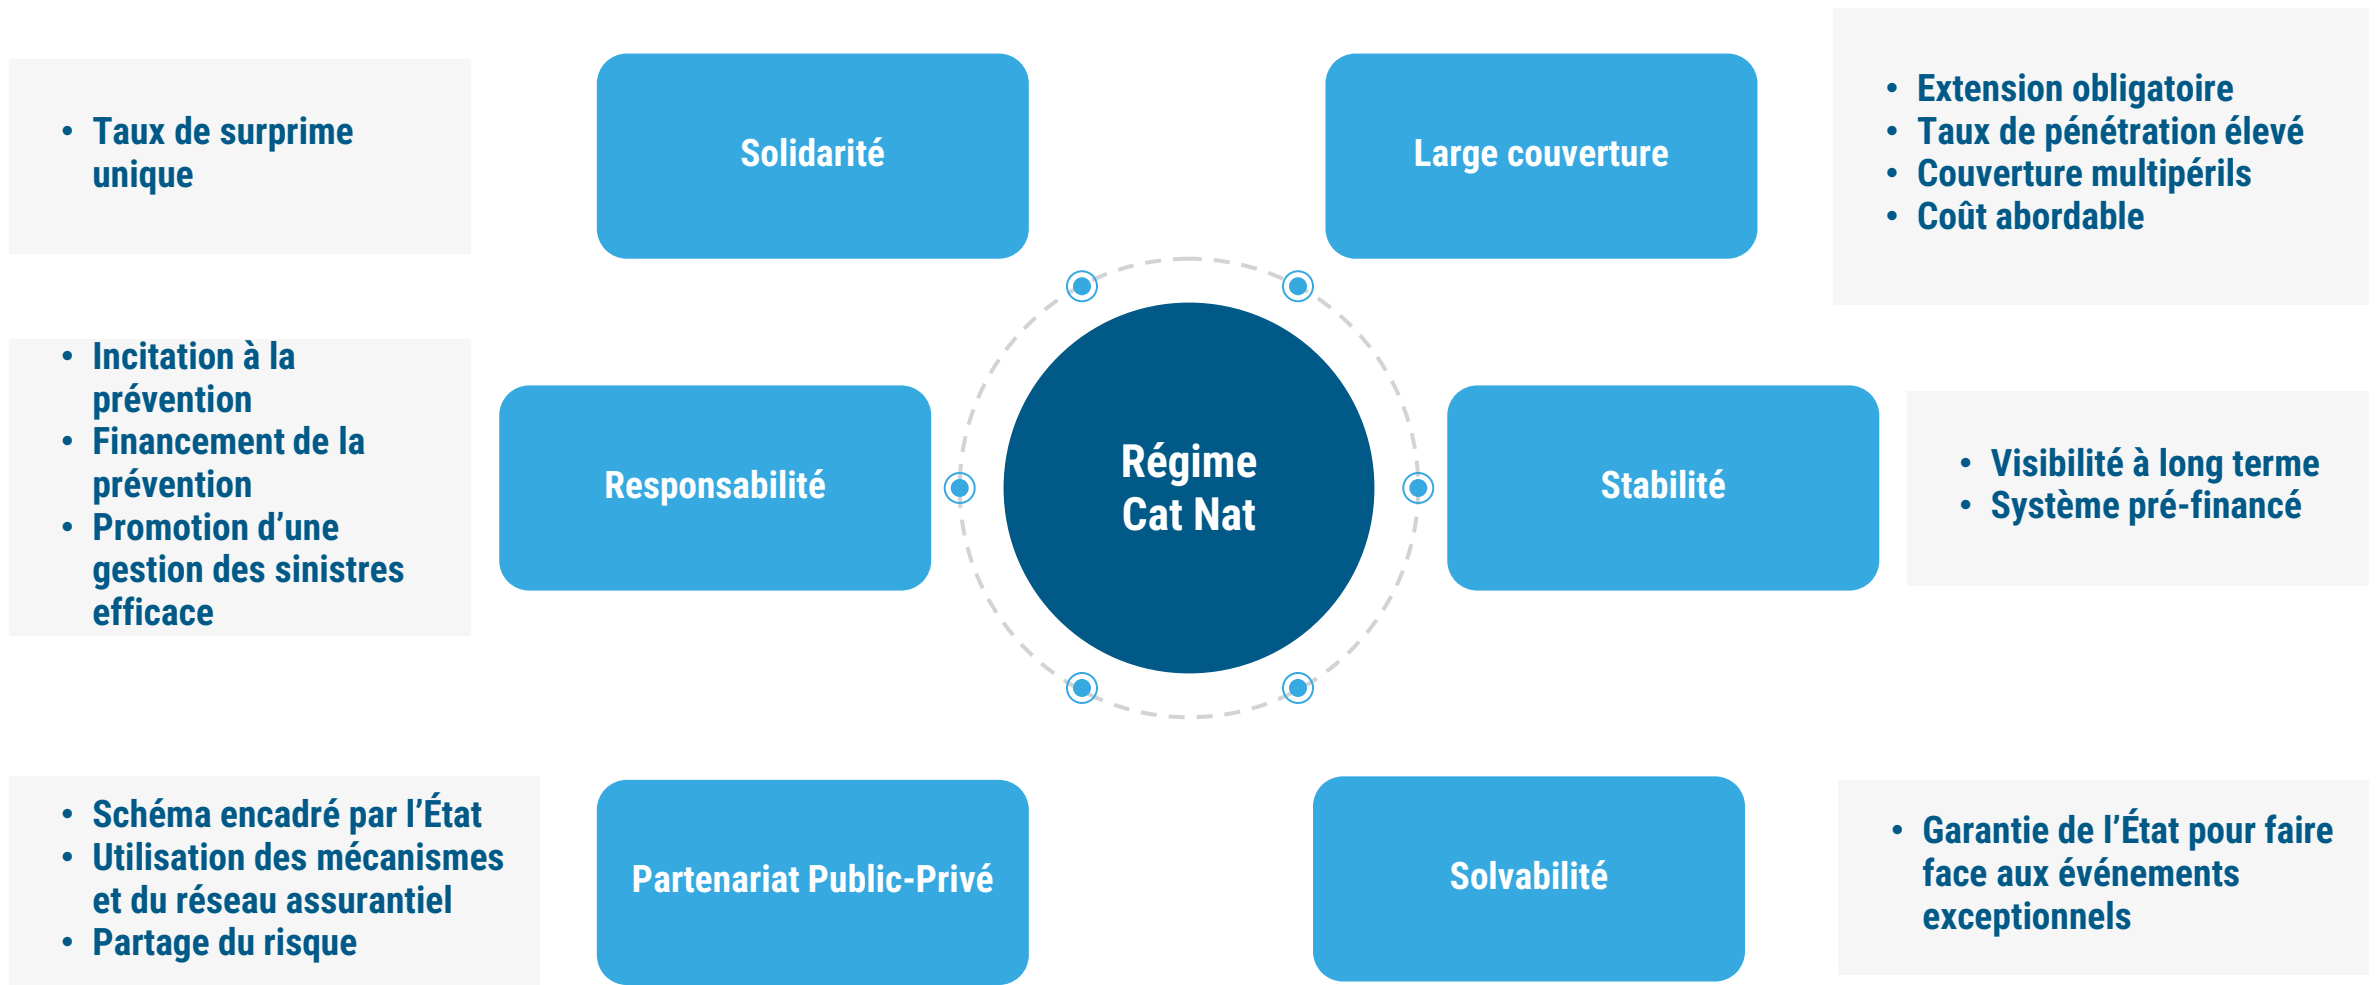 • Taux de surprime
unique
Solidarité
Large couverture
• Extension obligatoire
• Taux de pénétration élevé
• Couverture multipérils
• Coût abordable
• Incitation à la
prévention
• Financement de la
prévention
• Promotion d’une
gestion des sinistres
efficace
Responsabilité
Régime
Cat Nat
Stabilité
• Visibilité à long terme
• Système pré-financé
• Schéma encadré par l’État
• Utilisation des mécanismes
et du réseau assurantiel
• Partage du risque
Partenariat Public-Privé
Solvabilité
• Garantie de l’État pour faire
face aux événements
exceptionnels